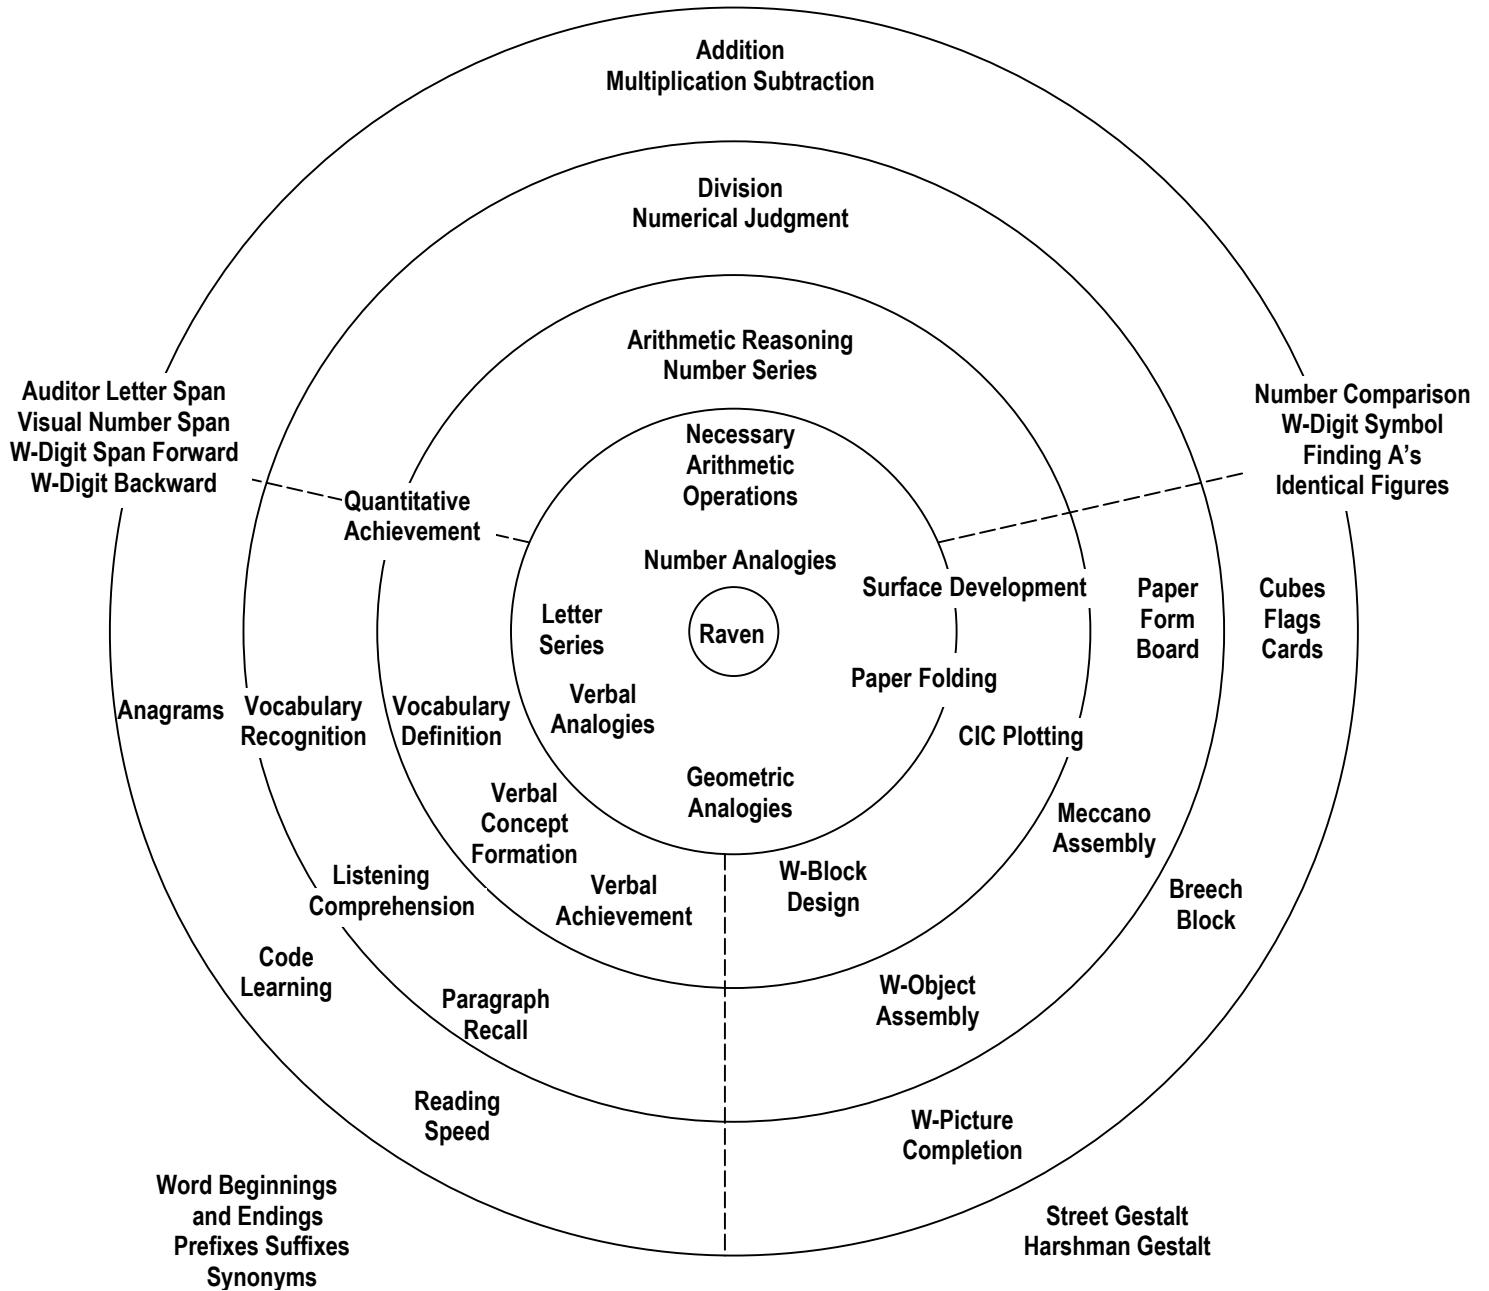 Addition
Multiplication Subtraction
Division
Numerical Judgment
Arithmetic Reasoning
Number Series
Auditor Letter Span
Visual Number Span
W-Digit Span Forward
W-Digit Backward
Number Comparison
W-Digit Symbol
Finding A's
Identical Figures
Necessary
Arithmetic
Operations
Quantitative
Achievement
Number Analogies
Surface Development
Paper
Form
Board
Cubes
Flags
Cards
Letter
Series
Raven
Paper Folding
Verbal
Analogies
Anagrams
Vocabulary
Recognition
Vocabulary
Definition
CIC Plotting
Geometric
Analogies
Verbal
Concept
Formation
Meccano
Assembly
Listening
Comprehension
Verbal
Achievement
W-Block
Design
Breech
Block
Code
Learning
Paragraph
Recall
W-Object
Assembly
Reading
Speed
W-Picture
Completion
Word Beginnings
and Endings
Prefixes Suffixes
Synonyms
Street Gestalt
Harshman Gestalt